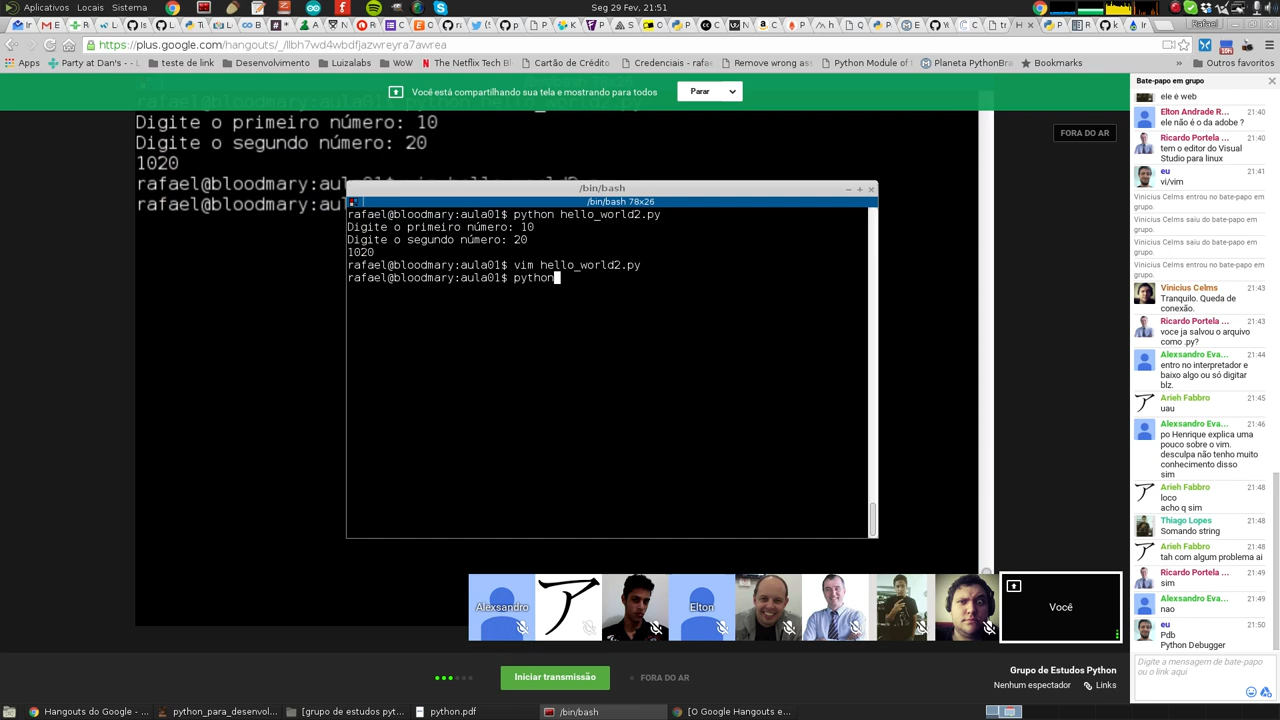 Aplicativos Locais Sistema
Seg 29 Fev, 21:51
Rafael
https://plus.google.com/hangouts/_/llbh7wd4wbdfjazwreyra7awrea
Apps
Party at Dan's -...
teste de link
Desenvolvimento
Luizalabs
WoW
The Netflix Tech Bl
Cartão de Crédito
Credenciais - rafae
Remove wrong ass
Python Module of
Planeta PythonBra
Bookmarks
»
Outros favoritos
Você está compartilhando sua tela e mostrando para todos
Parar
FORA DO AR
Digite o primeiro número: 10
Digite o segundo número: 20
1020
rafael@bloodmary:aula01$
rafael@bloodmary:au
/bin/bash
/bin/bash 78x26
rafael@bloodmary:aula01$ python hello_world2.py
Digite o primeiro número: 10
Digite o segundo número: 20
1020
rafael@bloodmary:aula01$ vim hello_world2.py
rafael@bloodmary:aula01$ python
Alexsandro
Elton
Você
Iniciar transmissão
FORA DO AR
Grupo de Estudos Python
Nenhum espectador
Links
Bate-papo em grupo
ele é web
Elton Andrade R... 21:40
ele não é o da adobe ?
Ricardo Portela ... 21:40
tem o editor do Visual
Studio para linux
eu 21:41
vi/vim
Vinicius Celms entrou no bate-papo em
grupo.
Vinicius Celms saiu do bate-papo em
grupo.
Vinicius Celms saiu do bate-papo em
grupo.
Vinicius Celms entrou no bate-papo em
grupo.
Vinicius Celms 21:43
Tranquilo. Queda de
conexão.
Ricardo Portela ... 21:43
voce ja salvou o arquivo
como .py?
Alexsandro Eva... 21:44
entro no interpretador e
baixo algo ou só digitar
blz.
Arieh Fabbro 21:45
uau
Alexsandro Eva... 21:46
po Henrique explica uma
pouco sobre o vim.
desculpa não tenho muito
conhecimento disso
sim
Arieh Fabbro 21:48
loco
acho q sim
Thiago Lopes 21:48
Somando string
Arieh Fabbro 21:48
tah com algum problema ai
Ricardo Portela ... 21:49
sim
Alexsandro Eva... 21:49
nao
eu 21:50
Pdb
Python Debugger
Digite a mensagem de bate-papo
ou o link aqui
Hangouts do Google - ...
python_para_desenvol...
[grupo de estudos pyt...
python.pdf
/bin/bash
[O Google Hangouts e...